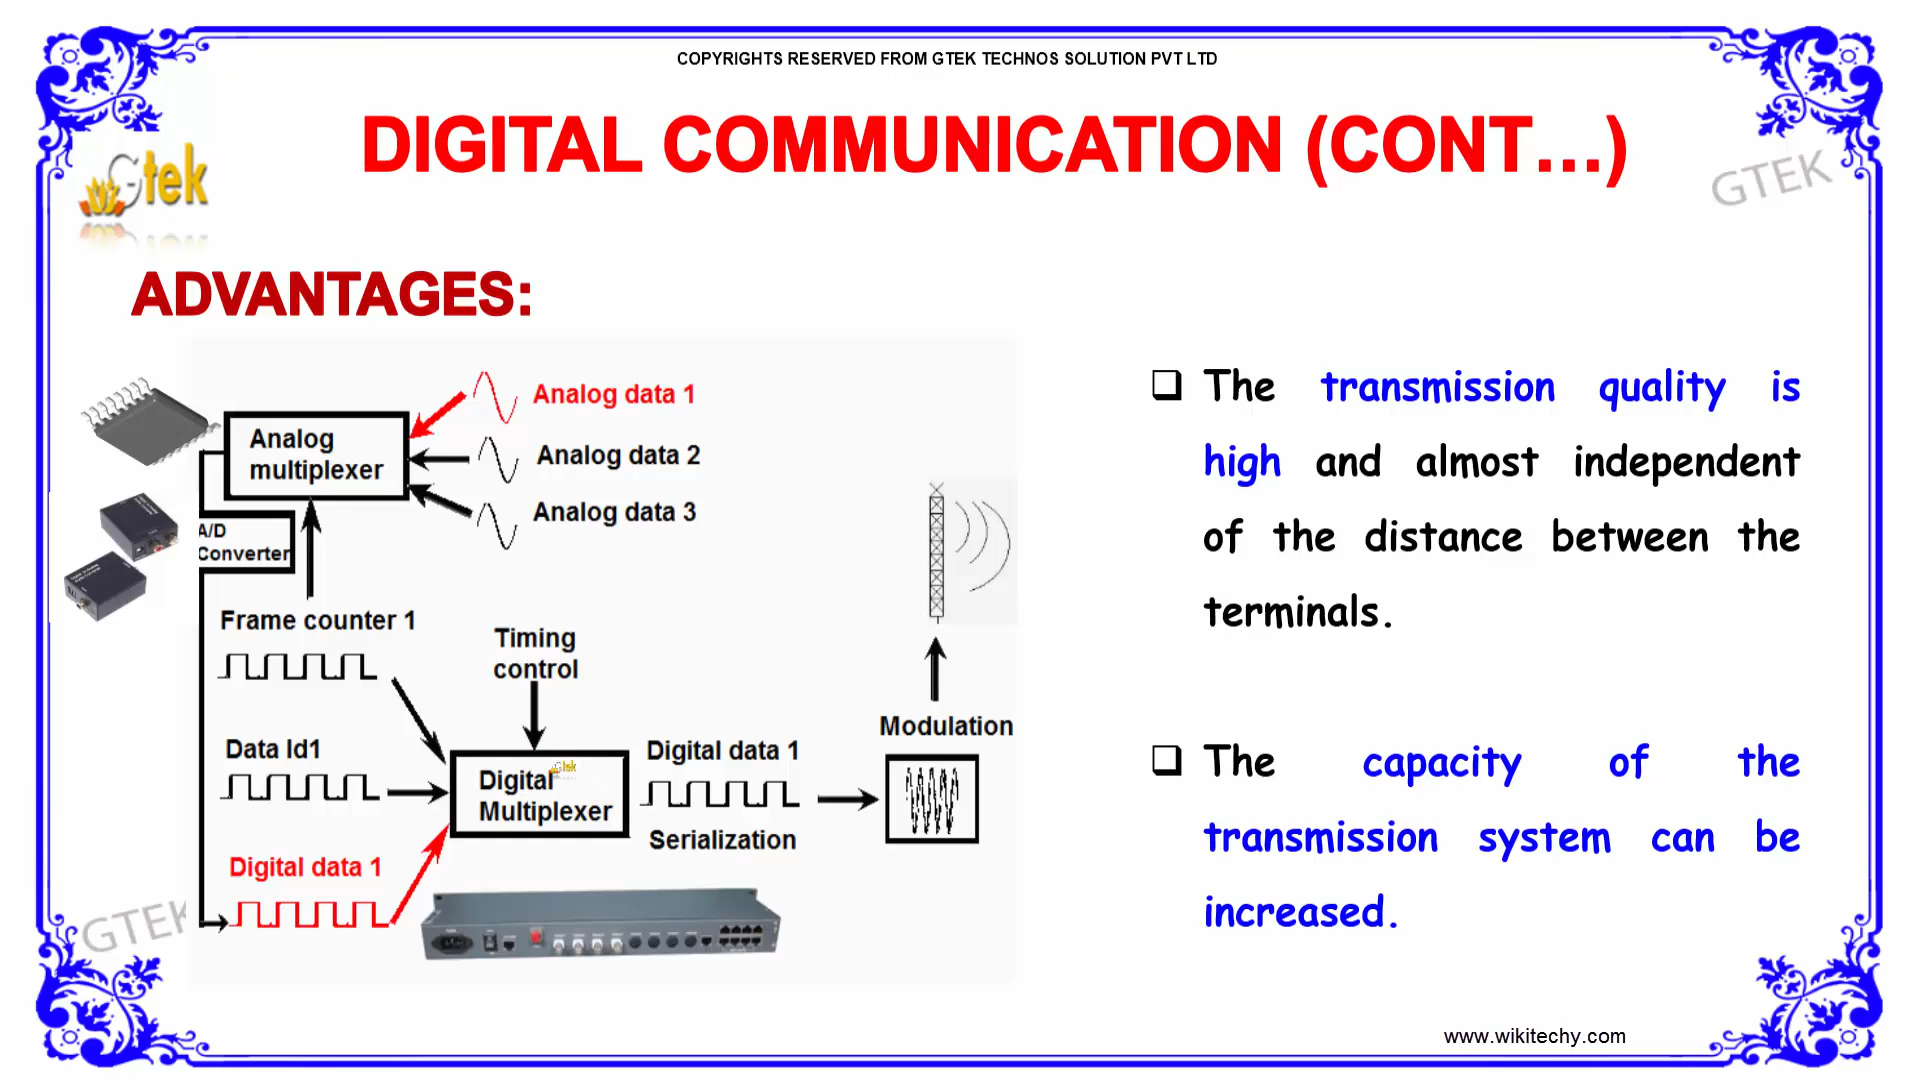 COPYRIGHTS RESERVED FROM GTEK TECHNOS SOLUTION PVT LTD
DIGITAL COMMUNICATION (CONT...)
Gtek
GTEK
ADVANTAGES:
Analog data 1
Analog
multiplexer
Analog data 2
Analog data 3
A/D
Converter
Frame counter 1
Timing
control
Data Id1
Digital
Multiplexer
Gtek
Digital data 1
Serialization
Modulation
Digital data 1
GTEK
❑ The transmission quality is
high and almost independent
of the distance between the
terminals.
❑ The capacity of the
transmission system can be
increased.
www.wikitechy.com